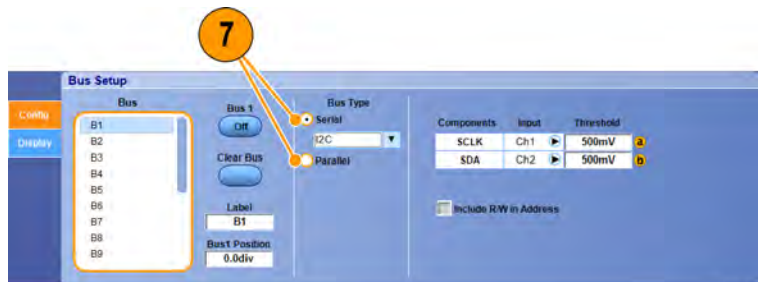 7
Bus Setup
Config
Display
Bus
B1
B2
B3
B4
B5
B6
B7
B8
B9
Bus 1
Off
Clear Bus
Label
B1
Bus1 Position
0.0div
Bus Type
Serial
I2C
Parallel
Components Input Threshold
SCLK Ch1 500mV a
SDA Ch2 500mV b
Include R/W in Address